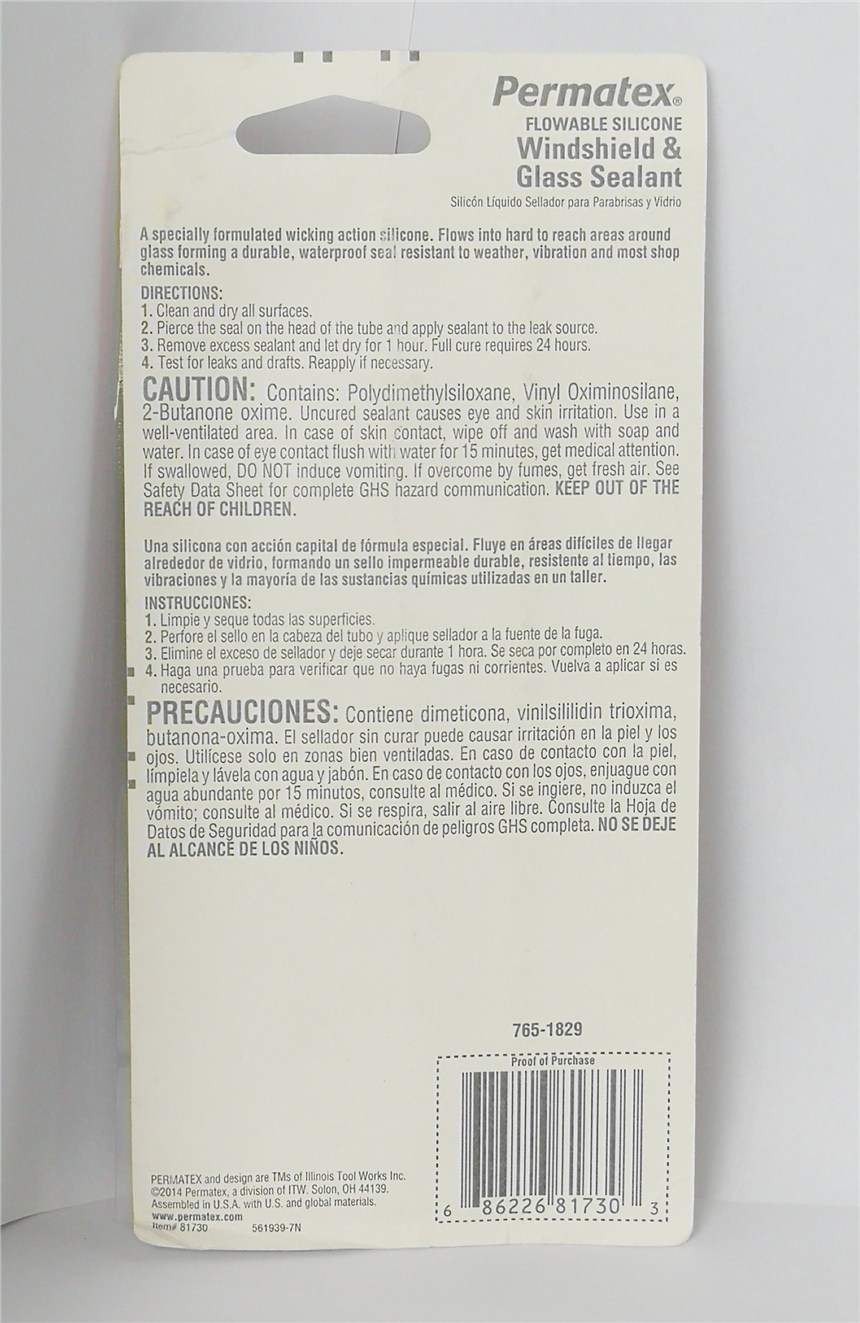 Permatex®
FLOWABLE SILICONE
Windshield &
Glass Sealant
Silicón Líquido Sellador para Parabrisas y Vidrio
A specially formulated wicking action silicone. Flows into hard to reach areas around
glass forming a durable, waterproof seal resistant to weather, vibration and most shop
chemicals.
DIRECTIONS:
1. Clean and dry all surfaces.
2. Pierce the seal on the head of the tube and apply sealant to the leak source.
3. Remove excess sealant and let dry for 1 hour. Full cure requires 24 hours.
4. Test for leaks and drafts. Reapply if necessary.
CAUTION: Contains: Polydimethylsiloxane, Vinyl Oximinosilane,
2-Butanone oxime. Uncured sealant causes eye and skin irritation. Use in a
well-ventilated area. In case of skin contact, wipe off and wash with soap and
water. In case of eye contact flush with water for 15 minutes, get medical attention.
If swallowed, DO NOT induce vomiting. If overcome by fumes, get fresh air. See
Safety Data Sheet for complete GHS hazard communication. KEEP OUT OF THE
REACH OF CHILDREN.
Una silicona con acción capital de fórmula especial. Fluye en áreas difíciles de llegar
alrededor de vidrio, formando un sello impermeable durable, resistente al tiempo, las
vibraciones y la mayoría de las sustancias químicas utilizadas en un taller.
INSTRUCCIONES:
1. Limpie y seque todas las superficies.
2. Perfore el sello en la cabeza del tubo y aplique sellador a la fuente de la fuga.
3. Elimine el exceso de sellador y deje secar durante 1 hora. Se seca por completo en 24 horas.
4. Haga una prueba para verificar que no haya fugas ni corrientes. Vuelva a aplicar si es
necesario.
PRECAUCIONES: Contiene dimeticona, vinilsililidin trioxima,
butanona-oxima. El sellador sin curar puede causar irritación en la piel y los
ojos. Utilícese solo en zonas bien ventiladas. En caso de contacto con la piel,
límpiela y lávela con agua y jabón. En caso de contacto con los ojos, enjuague con
agua abundante por 15 minutos, consulte al médico. Si se ingiere, no induzca el
vómito; consulte al médico. Si se respira, salir al aire libre. Consulte la Hoja de
Datos de Seguridad para la comunicación de peligros GHS completa. NO SE DEJE
AL ALCANCE DE LOS NIÑOS.
765-1829
Proof of Purchase
6 86226 81730 3
PERMATEX and design are TMs of Illinois Tool Works Inc.
©2014 Permatex, a division of ITW. Solon, OH 44139.
Assembled in U.S.A. with U.S. and global materials.
www.permatex.com
Item# 81730 561939-7N